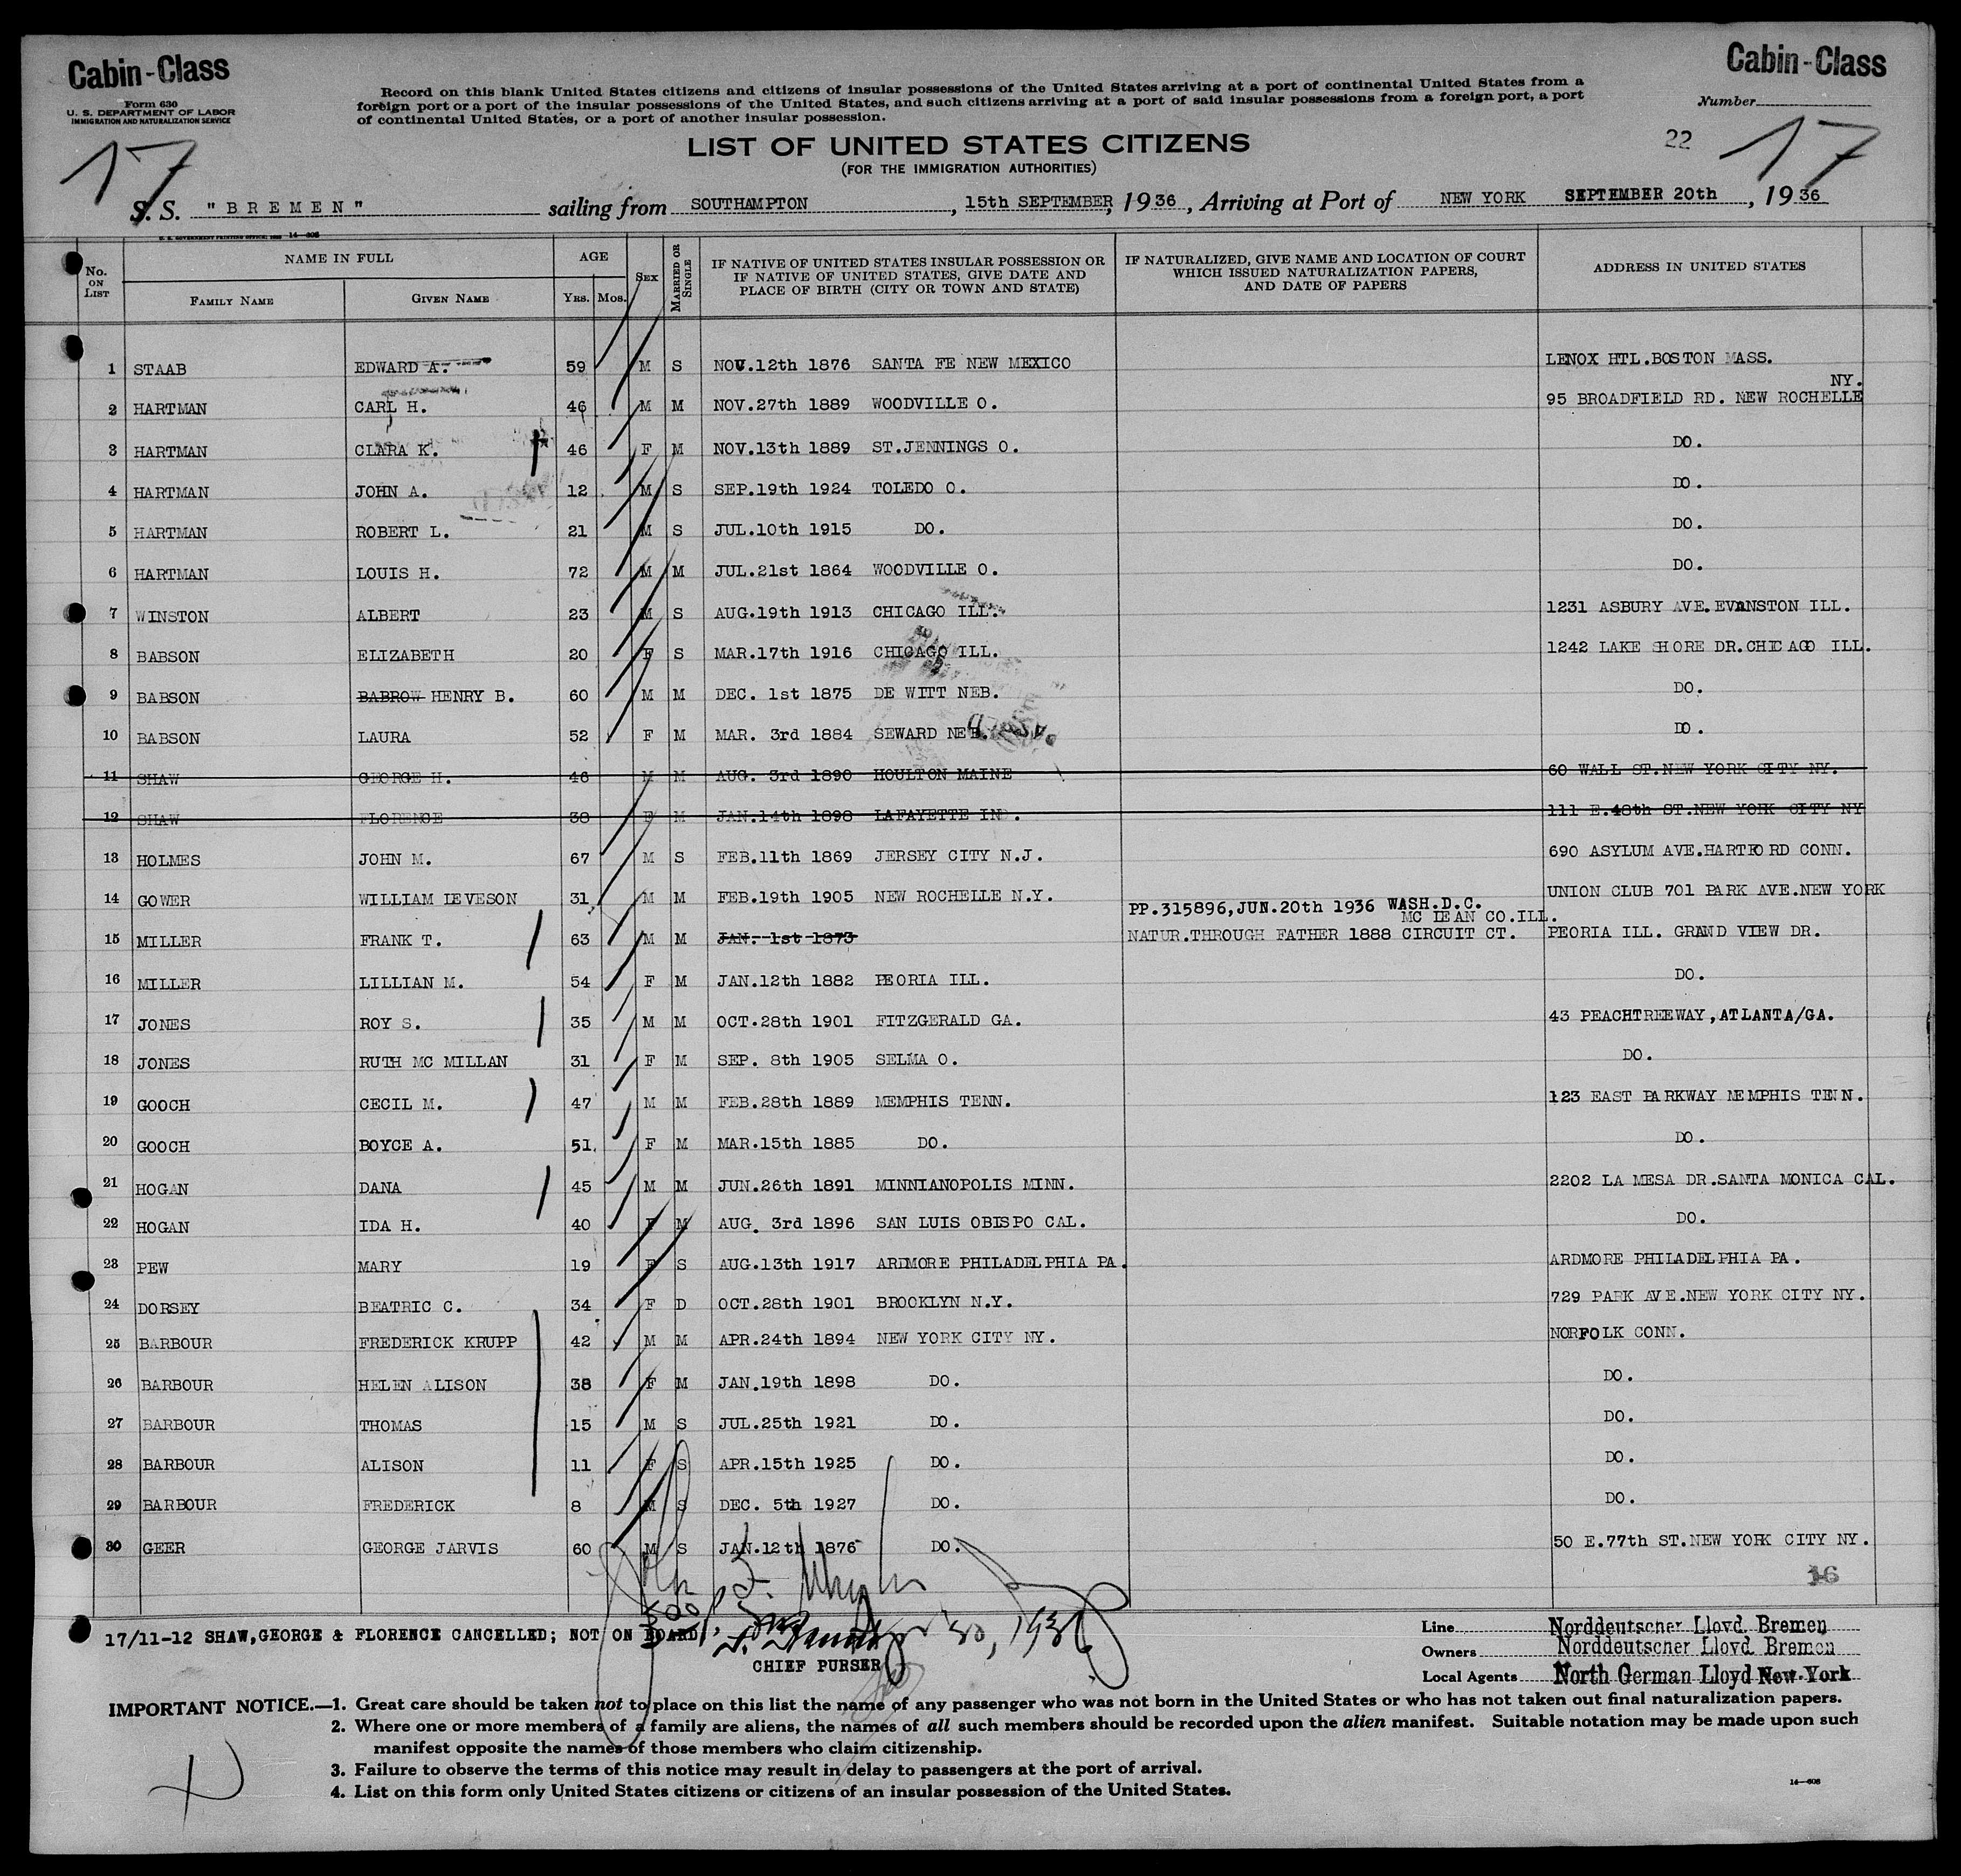 Cabin-Class
Cabin-Class
Form 630
U. S. DEPARTMENT OF LABOR
IMMIGRATION AND NATURALIZATION SERVICE
Record on this blank United States citizens and citizens of insular possessions of the United States arriving at a port of continental United States from a
foreign port or a port of the insular possessions of the United States, and such citizens arriving at a port of said insular possessions from a foreign port, a port
of continental United States, or a port of another insular possession.
Number
LIST OF UNITED STATES CITIZENS
(FOR THE IMMIGRATION AUTHORITIES)
17 22 17
S. S. "BREMEN" sailing from SOUTHAMPTON, 15th SEPTEMBER, 1936, Arriving at Port of NEW YORK SEPTEMBER 20th, 1936
U. S. GOVERNMENT PRINTING OFFICE: 14-608
No. ON LIST NAME IN FULL FAMILY NAME GIVEN NAME AGE YRS. MOS. SEX MARRIED OR SINGLE
IF NATIVE OF UNITED STATES INSULAR POSSESSION OR
IF NATIVE OF UNITED STATES, GIVE DATE AND
PLACE OF BIRTH (CITY OR TOWN AND STATE)
IF NATURALIZED, GIVE NAME AND LOCATION OF COURT
WHICH ISSUED NATURALIZATION PAPERS,
AND DATE OF PAPERS
ADDRESS IN UNITED STATES
1 STAAB EDWARD A. 59 M S NOV.12th 1876 SANTA FE NEW MEXICO LENOX HTL.BOSTON MASS.
NY.
2 HARTMAN CARL H. 46 M M NOV.27th 1889 WOODVILLE O. 95 BROADFIELD RD. NEW ROCHELLE
3 HARTMAN CLARA K. 46 F M NOV.13th 1889 ST.JENNINGS O. DO.
4 HARTMAN JOHN A. 12 M S SEP.19th 1924 TOLEDO O. DO.
5 HARTMAN ROBERT L. 21 M S JUL.10th 1915 DO. DO.
6 HARTMAN LOUIS H. 72 M M JUL.21st 1864 WOODVILLE O. DO.
7 WINSTON ALBERT 23 M S AUG.19th 1913 CHICAGO ILL. 1231 ASBURY AVE.EVANSTON ILL.
8 BABSON ELIZABETH 20 F S MAR.17th 1916 CHICAGO ILL. 1242 LAKE SHORE DR.CHICAGO ILL.
9 BABSON BABROW HENRY B. 60 M M DEC. 1st 1875 DE WITT NEB. DO.
10 BABSON LAURA 52 F M MAR. 3rd 1884 SEWARD NEB. DO.
11 SHAW GEORGE H. 46 M M AUG. 3rd 1890 HOULTON MAINE 60 WALL ST.NEW YORK CITY NY.
12 SHAW FLORENCE 38 F M JAN.14th 1898 LAFAYETTE IND. 111 E.48th ST.NEW YORK CITY NY
13 HOLMES JOHN M. 67 M S FEB.11th 1869 JERSEY CITY N.J. 690 ASYLUM AVE.HARTFORD CONN.
14 GOWER WILLIAM LEVESON 31 M M FEB.19th 1905 NEW ROCHELLE N.Y. UNION CLUB 701 PARK AVE.NEW YORK
PP.315896,JUN.20th 1936 WASH.D.C.
MC LEAN CO.ILL.
15 MILLER FRANK T. 63 M M JAN. 1st 1873 NATUR.THROUGH FATHER 1888 CIRCUIT CT. PEORIA ILL. GRAND VIEW DR.
16 MILLER LILLIAN M. 54 F M JAN.12th 1882 PEORIA ILL. DO.
17 JONES ROY S. 35 M M OCT.28th 1901 FITZGERALD GA. 43 PEACHTREEWAY,ATLANTA/GA.
18 JONES RUTH MC MILLAN 31 F M SEP. 8th 1905 SELMA O. DO.
19 GOOCH CECIL M. 47 M M FEB.28th 1889 MEMPHIS TENN. 123 EAST PARKWAY MEMPHIS TENN.
20 GOOCH BOYCE A. 51 F M MAR.15th 1885 DO. DO.
21 HOGAN DANA 45 M M JUN.26th 1891 MINNIANOPOLIS MINN. 2202 LA MESA DR.SANTA MONICA CAL.
22 HOGAN IDA H. 40 F M AUG. 3rd 1896 SAN LUIS OBISPO CAL. DO.
23 PEW MARY 19 F S AUG.13th 1917 ARDMORE PHILADELPHIA PA. ARDMORE PHILADELPHIA PA.
24 DORSEY BEATRIC C. 34 F D OCT.28th 1901 BROOKLYN N.Y. 729 PARK AVE.NEW YORK CITY NY.
25 BARBOUR FREDERICK KRUPP 42 M M APR.24th 1894 NEW YORK CITY NY. NORFOLK CONN.
26 BARBOUR HELEN ALISON 38 F M JAN.19th 1898 DO. DO.
27 BARBOUR THOMAS 15 M S JUL.25th 1921 DO. DO.
28 BARBOUR ALISON 11 F S APR.15th 1925 DO. DO.
29 BARBOUR FREDERICK 8 M S DEC. 5th 1927 DO. DO.
30 GEER GEORGE JARVIS 60 M S JAN.12th 1876 DO. 50 E.77th ST.NEW YORK CITY NY.
16
17/11-12 SHAW,GEORGE & FLORENCE CANCELLED; NOT ON BOARD
CHIEF PURSER
Line Norddeutscher Lloyd Bremen
Owners Norddeutscher Lloyd Bremen
Local Agents North German Lloyd New-York
IMPORTANT NOTICE.—1. Great care should be taken not to place on this list the name of any passenger who was not born in the United States or who has not taken out final naturalization papers.
2. Where one or more members of a family are aliens, the names of all such members should be recorded upon the alien manifest. Suitable notation may be made upon such
manifest opposite the names of those members who claim citizenship.
3. Failure to observe the terms of this notice may result in delay to passengers at the port of arrival.
4. List on this form only United States citizens or citizens of an insular possession of the United States.
14-608